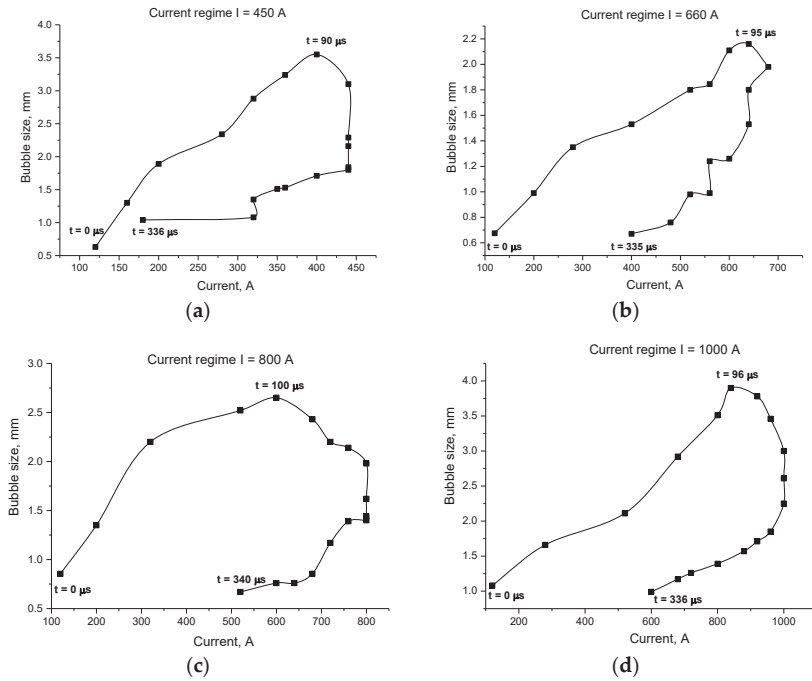 Current regime I = 450 A
t = 90 µs
4.0
3.5
3.0
2.5
2.0
1.5
1.0
0.5
Bubble size, mm
t = 0 µs
t = 336 µs
100 150 200 250 300 350 400 450
Current, A
(a)
Current regime I = 660 A
t = 95 µs
2.2
2.0
1.8
1.6
1.4
1.2
1.0
0.8
0.6
Bubble size, mm
t = 0 µs
t = 335 µs
100 200 300 400 500 600 700
Current, A
(b)
Current regime I = 800 A
t = 100 µs
3.0
2.5
2.0
1.5
1.0
0.5
Bubble size, mm
t = 0 µs
t = 340 µs
100 200 300 400 500 600 700 800
Current, A
(c)
Current regime I = 1000 A
t = 96 µs
4.0
3.5
3.0
2.5
2.0
1.5
1.0
Bubble size, mm
t = 0 µs
t = 336 µs
200 400 600 800 1000
Current, A
(d)